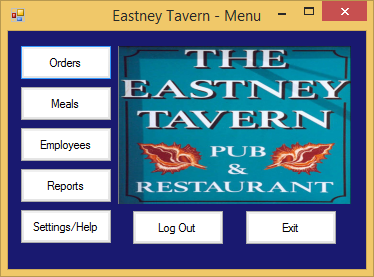 Eastney Tavern - Menu
Orders
Meals
Employees
Reports
Settings/Help
THE
EASTNEY
TAVERN
PUB
&
RESTAURANT
Log Out
Exit